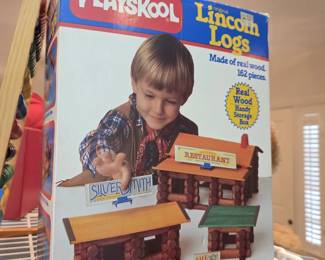 PLAYSKOOL
Lincoln
Logs
Made of real wood.
162 pieces.
Real
Wood
Handy
Storage
Box
RESTAURANT
SILVERSMITH